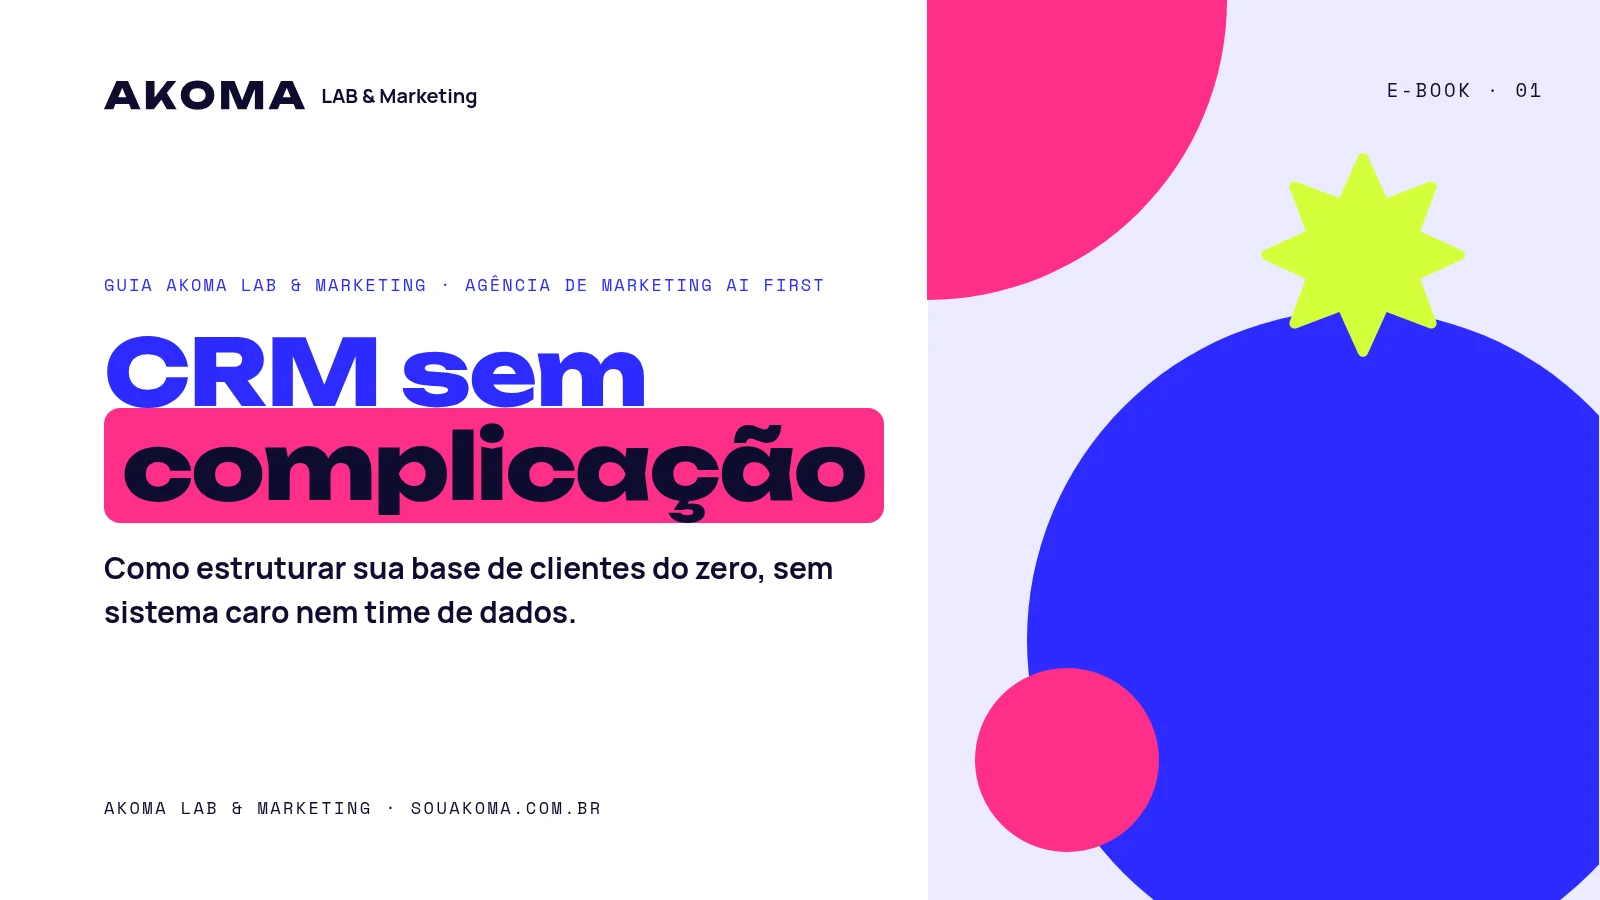 AKOMA LAB & Marketing
E-BOOK · 01
GUIA AKOMA LAB & MARKETING · AGÊNCIA DE MARKETING AI FIRST
CRM sem
complicação
Como estruturar sua base de clientes do zero, sem
sistema caro nem time de dados.
AKOMA LAB & MARKETING · SOUAKOMA.COM.BR